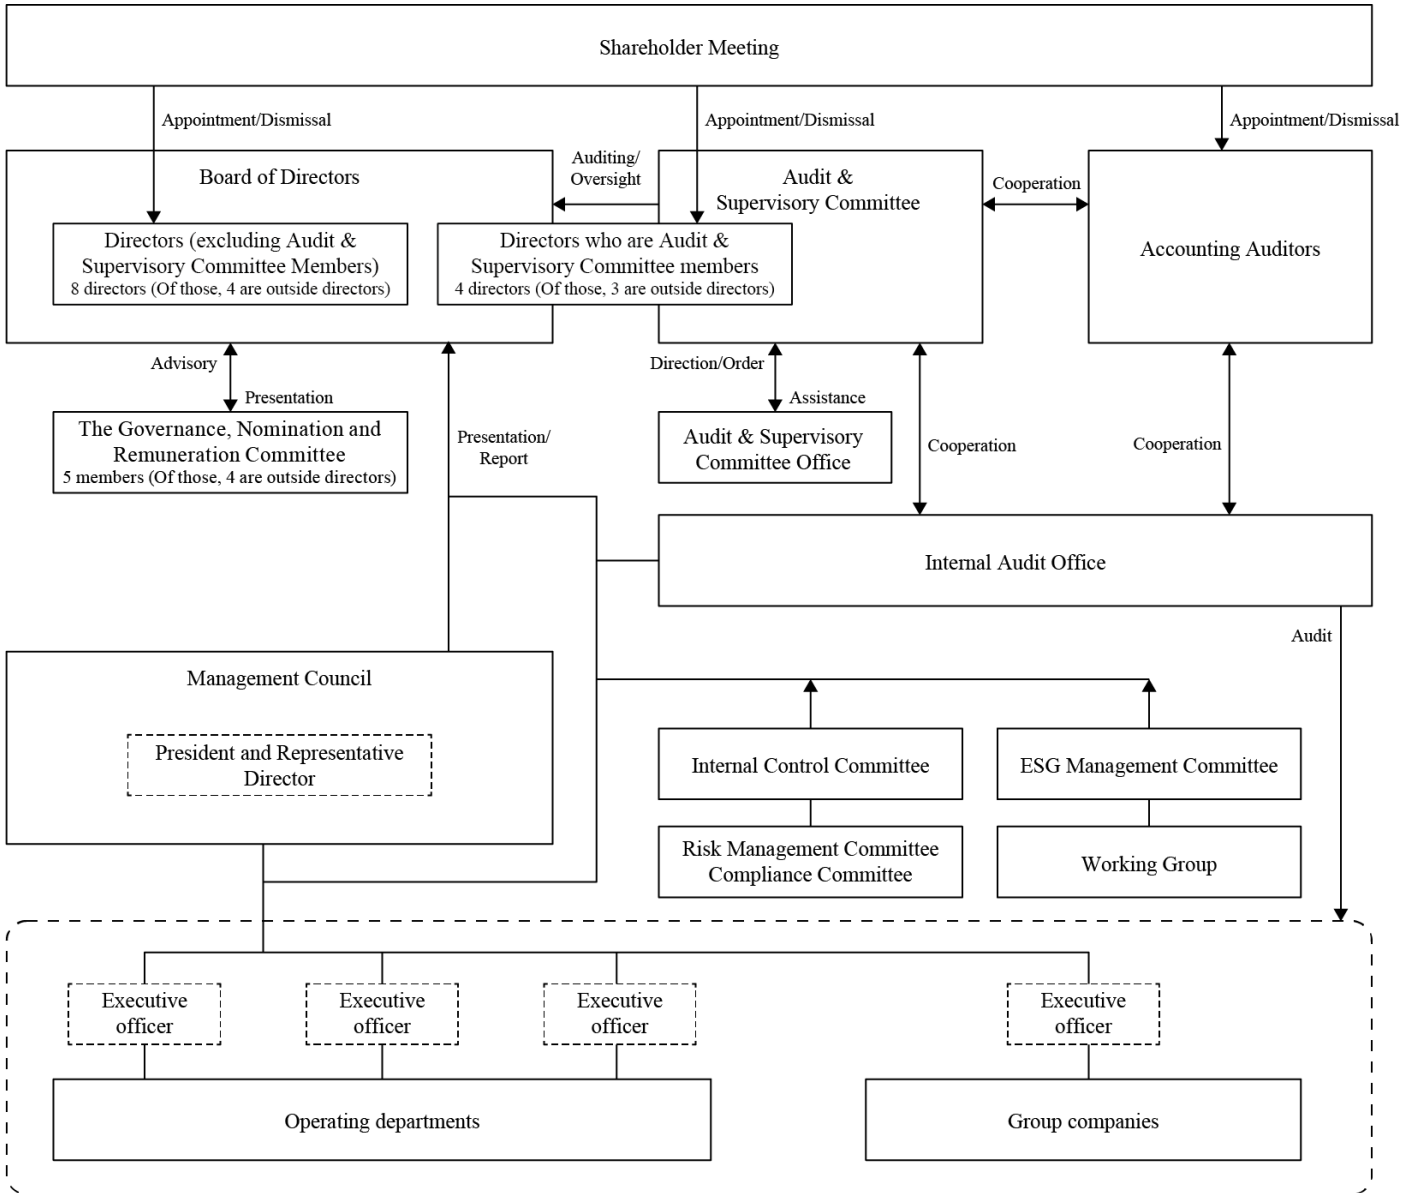 Shareholder Meeting
Appointment/Dismissal
Appointment/Dismissal
Appointment/Dismissal
Board of Directors
Auditing/
Oversight
Audit &
Supervisory Committee
Cooperation
Accounting Auditors
Directors (excluding Audit &
Supervisory Committee Members)
8 directors (Of those, 4 are outside directors)
Directors who are Audit &
Supervisory Committee members
4 directors (Of those, 3 are outside directors)
Advisory
Presentation
Direction/Order
Assistance
The Governance, Nomination and
Remuneration Committee
5 members (Of those, 4 are outside directors)
Presentation/
Report
Audit & Supervisory
Committee Office
Cooperation
Cooperation
Internal Audit Office
Audit
Management Council
President and Representative
Director
Internal Control Committee
ESG Management Committee
Risk Management Committee
Compliance Committee
Working Group
Executive
officer
Executive
officer
Executive
officer
Executive
officer
Operating departments
Group companies